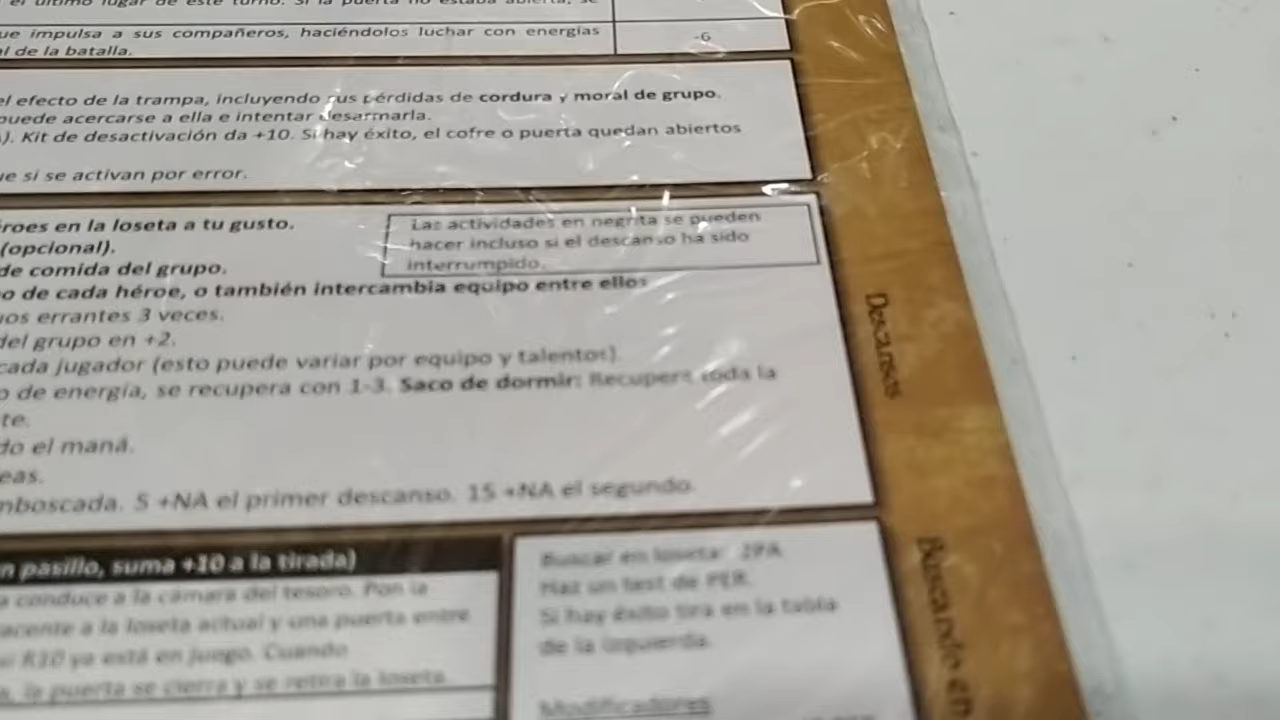 el último lugar de este turno. Si la puerta no estaba abierta, se
ue impulsa a sus compañeros, haciéndolos luchar con energías
-6
al de la batalla.
el efecto de la trampa, incluyendo sus pérdidas de cordura y moral de grupo.
puede acercarse a ella e intentar desarmarla.
). Kit de desactivación da +10. Si hay éxito, el cofre o puerta quedan abiertos
ue si se activan por error.
roes en la loseta a tu gusto.
(opcional).
de comida del grupo.
Las actividades en negrita se pueden
hacer incluso si el descanso ha sido
interrumpido.
o de cada héroe, o también intercambia equipo entre ellos
uos errantes 3 veces.
del grupo en +2.
cada jugador (esto puede variar por equipo y talentos).
o de energía, se recupera con 1-3. Saco de dormir: Recupera toda la
te.
do el maná.
eas.
mboscada. 5 +NA el primer descanso. 15 +NA el segundo.
Descansos
n pasillo, suma +10 a la tirada)
a conduce a la cámara del tesoro. Pon la
acente a la loseta actual y una puerta entre
si R10 ya está en juego. Cuando
a, la puerta se cierra y se retira la loseta.
Buscar en loseta: 2PA
Haz un test de PER.
Si hay éxito tira en la tabla
de la izquierda.
Modificadores
Buscando en